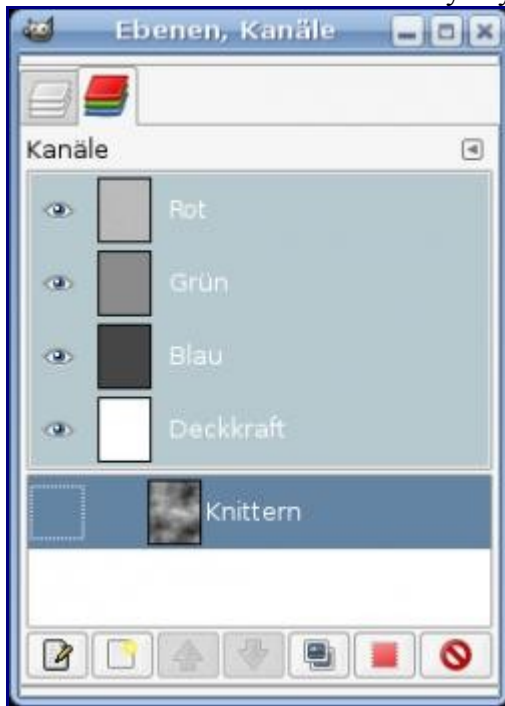 Ebenen, Kanäle
Kanäle
Rot
Grün
Blau
Deckkraft
Knittern